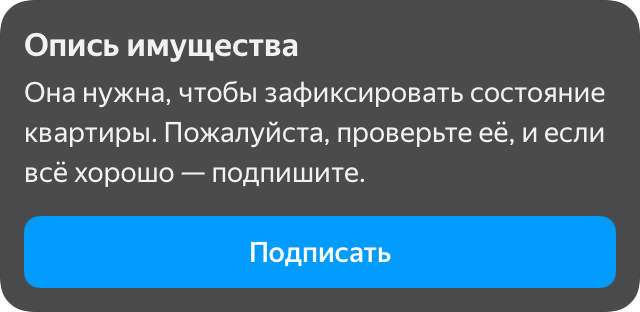 Опись имущества
Она нужна, чтобы зафиксировать состояние
квартиры. Пожалуйста, проверьте её, и если
всё хорошо — подпишите.
Подписать